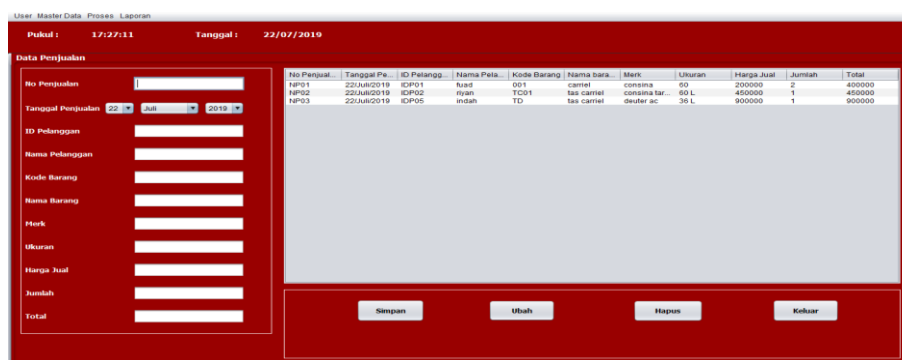 User Master Data Proses Laporan
Pukul : 17:27:11 Tanggal : 22/07/2019
Data Penjualan
No Penjualan
Tanggal Penjualan 22 Juli 2019
ID Pelanggan
Nama Pelanggan
Kode Barang
Nama Barang
Merk
Ukuran
Harga Jual
Jumlah
Total
No Penjual... Tanggal Pe... ID Pelangg... Nama Pela... Kode Barang Nama bara... Merk Ukuran Harga Jual Jumlah Total
NP01 22/Juli/2019 IDP01 fuad 001 carriel consina 60 200000 2 400000
NP02 22/Juli/2019 IDP02 riyan TC01 tas carriel consina tar... 60 L 450000 1 450000
NP03 22/Juli/2019 IDP05 indah TD tas carriel deuter ac 36 L 900000 1 900000
Simpan Ubah Hapus Keluar